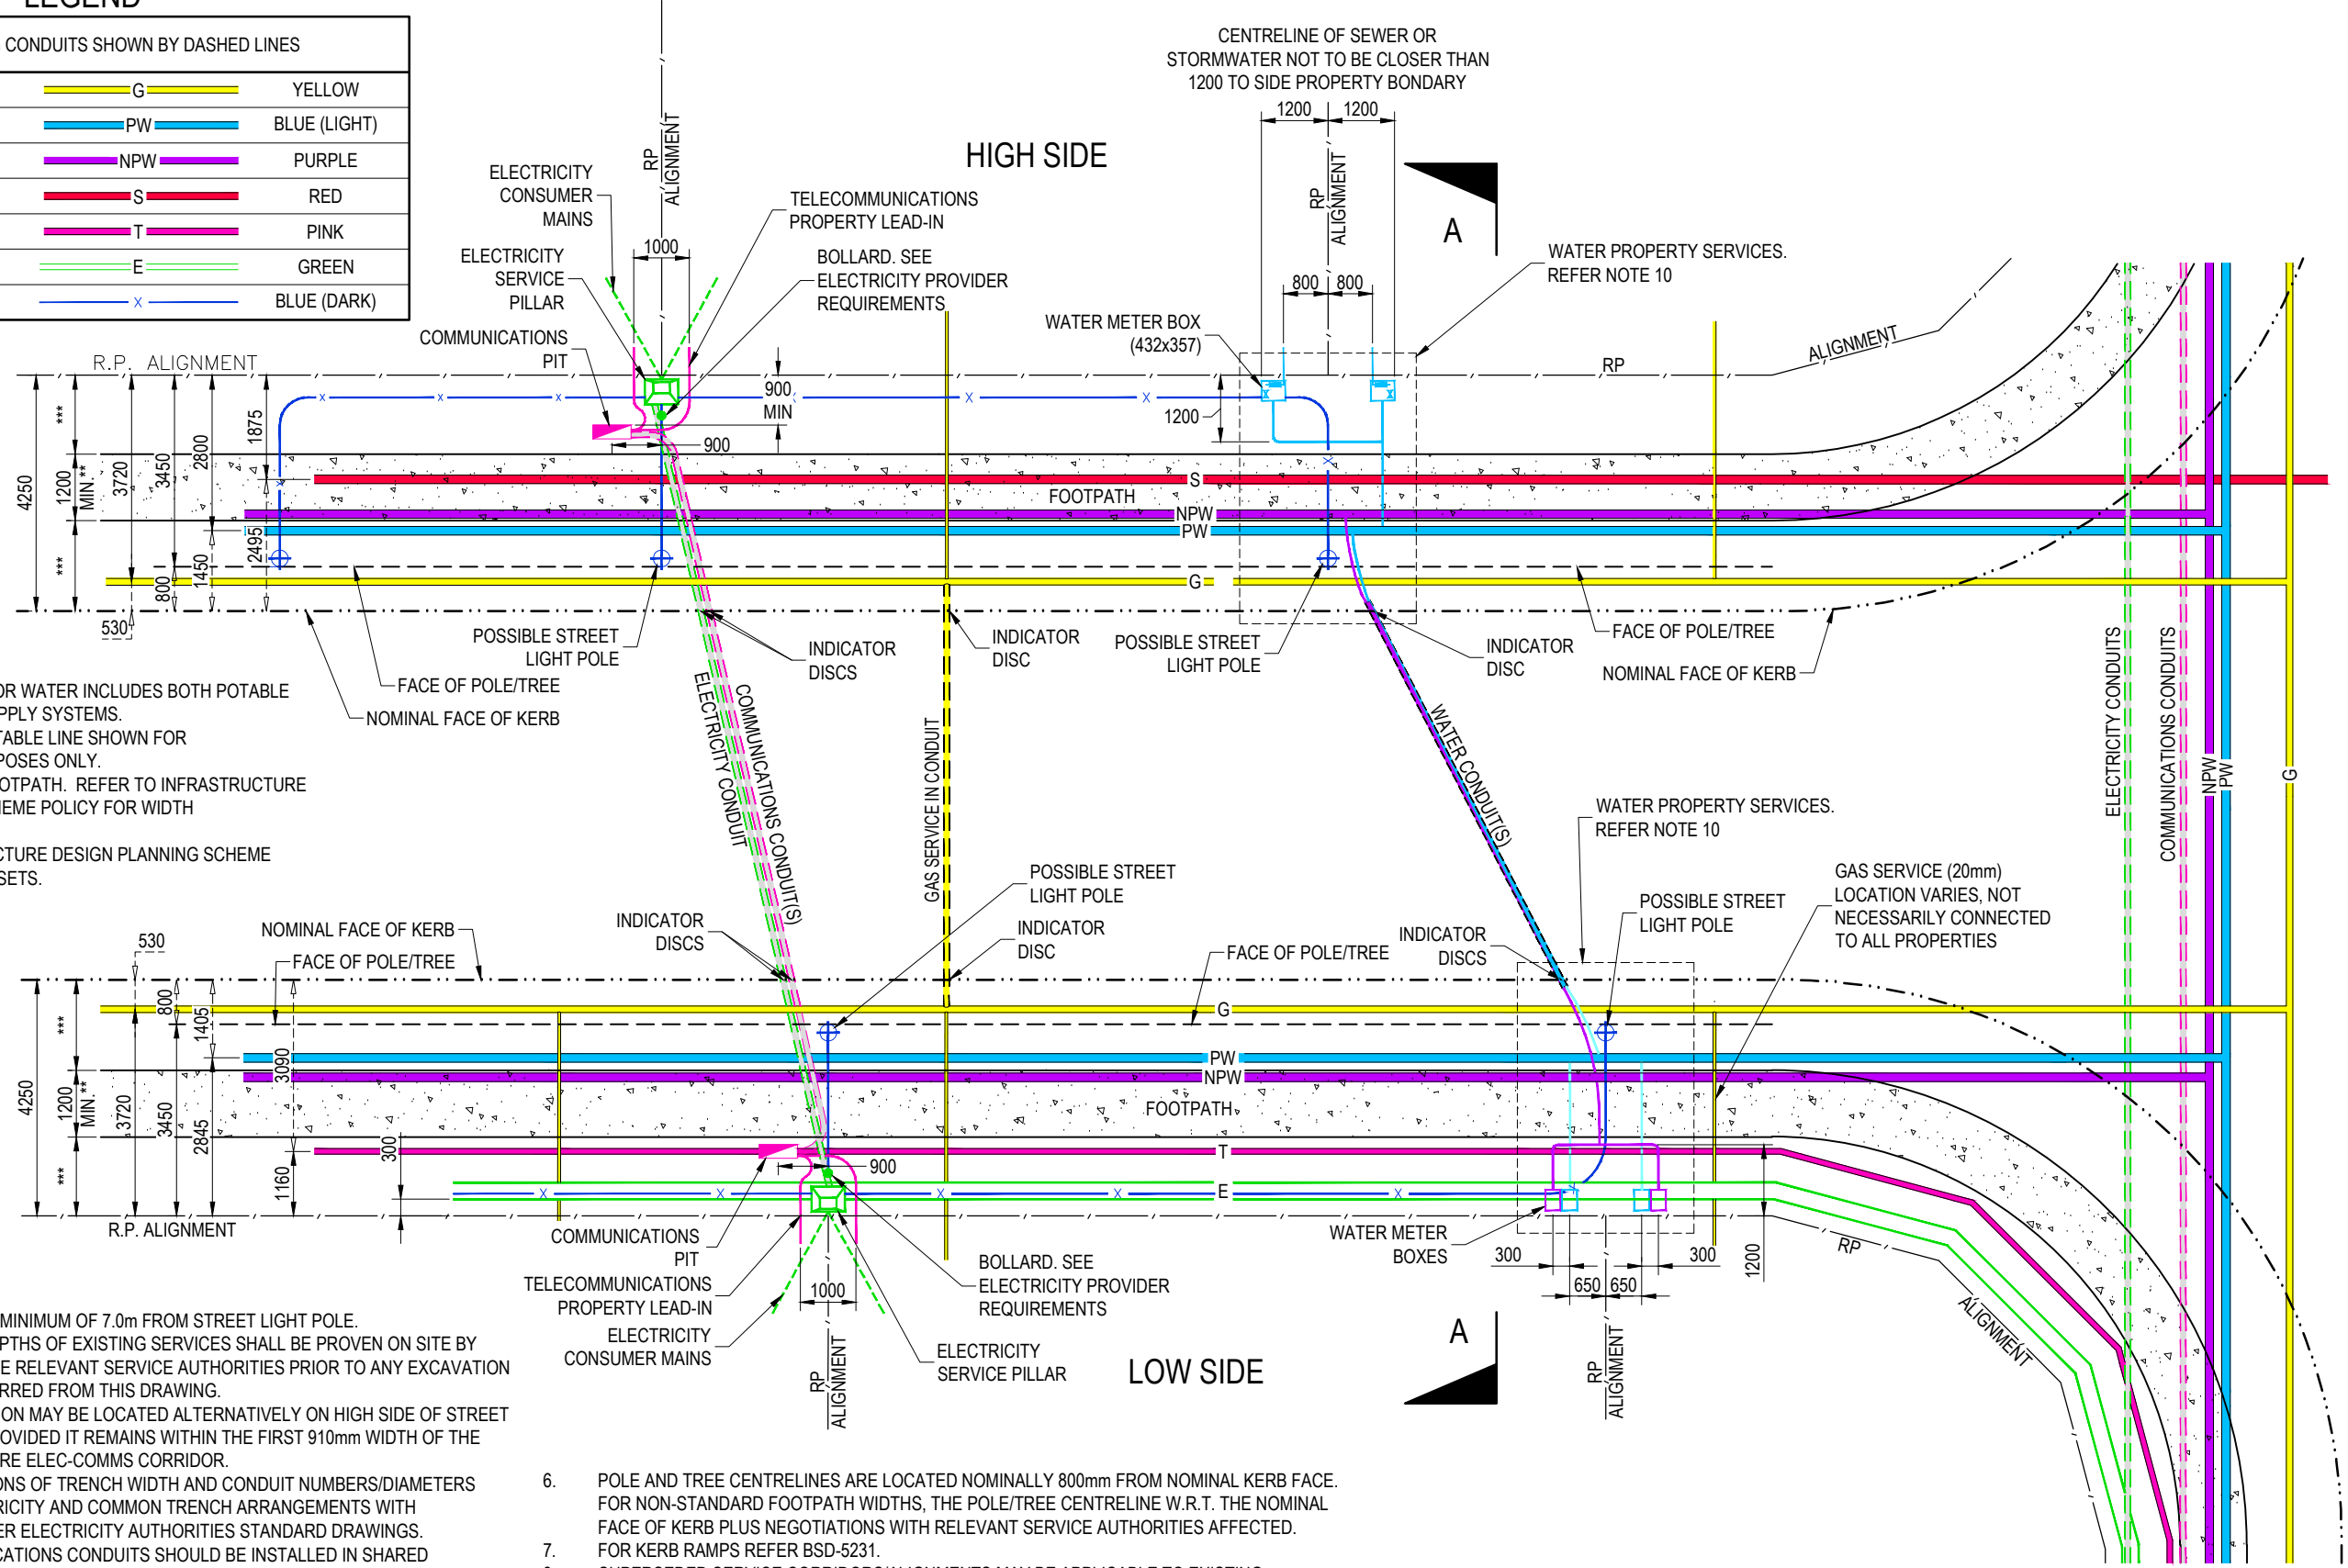 LEGEND
CONDUITS SHOWN BY DASHED LINES
G YELLOW
PW BLUE (LIGHT)
NPW PURPLE
S RED
T PINK
E GREEN
X BLUE (DARK)
CENTRELINE OF SEWER OR
STORMWATER NOT TO BE CLOSER THAN
1200 TO SIDE PROPERTY BONDARY
1200 1200
RP
ALIGNMENT
RP
ALIGNMENT
HIGH SIDE
A
ELECTRICITY
CONSUMER
MAINS
TELECOMMUNICATIONS
PROPERTY LEAD-IN
1000
ELECTRICITY
SERVICE
PILLAR
BOLLARD. SEE
ELECTRICITY PROVIDER
REQUIREMENTS
WATER PROPERTY SERVICES.
REFER NOTE 10
800 800
COMMUNICATIONS
PIT
WATER METER BOX
(432x357)
R.P. ALIGNMENT
RP
ALIGNMENT
900
MIN
900
1200
4250
***
1200
MIN.**
***
3720
3450
2800
1875
2495
1450
800
530
S
FOOTPATH
NPW
PW
G
POSSIBLE STREET
LIGHT POLE
INDICATOR
DISCS
INDICATOR
DISC
POSSIBLE STREET
LIGHT POLE
INDICATOR
DISC
FACE OF POLE/TREE
NOMINAL FACE OF KERB
FACE OF POLE/TREE
NOMINAL FACE OF KERB
OR WATER INCLUDES BOTH POTABLE
PPLY SYSTEMS.
TABLE LINE SHOWN FOR
POSES ONLY.
OTPATH. REFER TO INFRASTRUCTURE
HEME POLICY FOR WIDTH
CTURE DESIGN PLANNING SCHEME
SETS.
ELECTRICITY CONDUIT
COMMUNICATIONS CONDUIT(S)
GAS SERVICE IN CONDUIT
WATER CONDUIT(S)
ELECTRICITY CONDUITS
COMMUNICATIONS CONDUITS
NPW
PW
G
WATER PROPERTY SERVICES.
REFER NOTE 10
POSSIBLE STREET
LIGHT POLE
GAS SERVICE (20mm)
LOCATION VARIES, NOT
NECESSARILY CONNECTED
TO ALL PROPERTIES
POSSIBLE STREET
LIGHT POLE
INDICATOR
DISCS
INDICATOR
DISC
INDICATOR
DISCS
NOMINAL FACE OF KERB
FACE OF POLE/TREE
FACE OF POLE/TREE
530
4250
***
1200
MIN.**
***
3720
800
3450
1405
2845
3090
1160
300
G
PW
NPW
FOOTPATH
T
E
900
R.P. ALIGNMENT
COMMUNICATIONS
PIT
TELECOMMUNICATIONS
PROPERTY LEAD-IN
ELECTRICITY
CONSUMER MAINS
1000
BOLLARD. SEE
ELECTRICITY PROVIDER
REQUIREMENTS
ELECTRICITY
SERVICE PILLAR
WATER METER
BOXES
300 300
650 650
1200
RP
ALIGNMENT
RP
ALIGNMENT
RP
ALIGNMENT
LOW SIDE
A
MINIMUM OF 7.0m FROM STREET LIGHT POLE.
PTHS OF EXISTING SERVICES SHALL BE PROVEN ON SITE BY
E RELEVANT SERVICE AUTHORITIES PRIOR TO ANY EXCAVATION
RRED FROM THIS DRAWING.
ON MAY BE LOCATED ALTERNATIVELY ON HIGH SIDE OF STREET
OVIDED IT REMAINS WITHIN THE FIRST 910mm WIDTH OF THE
RE ELEC-COMMS CORRIDOR.
ONS OF TRENCH WIDTH AND CONDUIT NUMBERS/DIAMETERS
RICITY AND COMMON TRENCH ARRANGEMENTS WITH
ER ELECTRICITY AUTHORITIES STANDARD DRAWINGS.
CATIONS CONDUITS SHOULD BE INSTALLED IN SHARED
6. POLE AND TREE CENTRELINES ARE LOCATED NOMINALLY 800mm FROM NOMINAL KERB FACE.
FOR NON-STANDARD FOOTPATH WIDTHS, THE POLE/TREE CENTRELINE W.R.T. THE NOMINAL
FACE OF KERB PLUS NEGOTIATIONS WITH RELEVANT SERVICE AUTHORITIES AFFECTED.
7. FOR KERB RAMPS REFER BSD-5231.